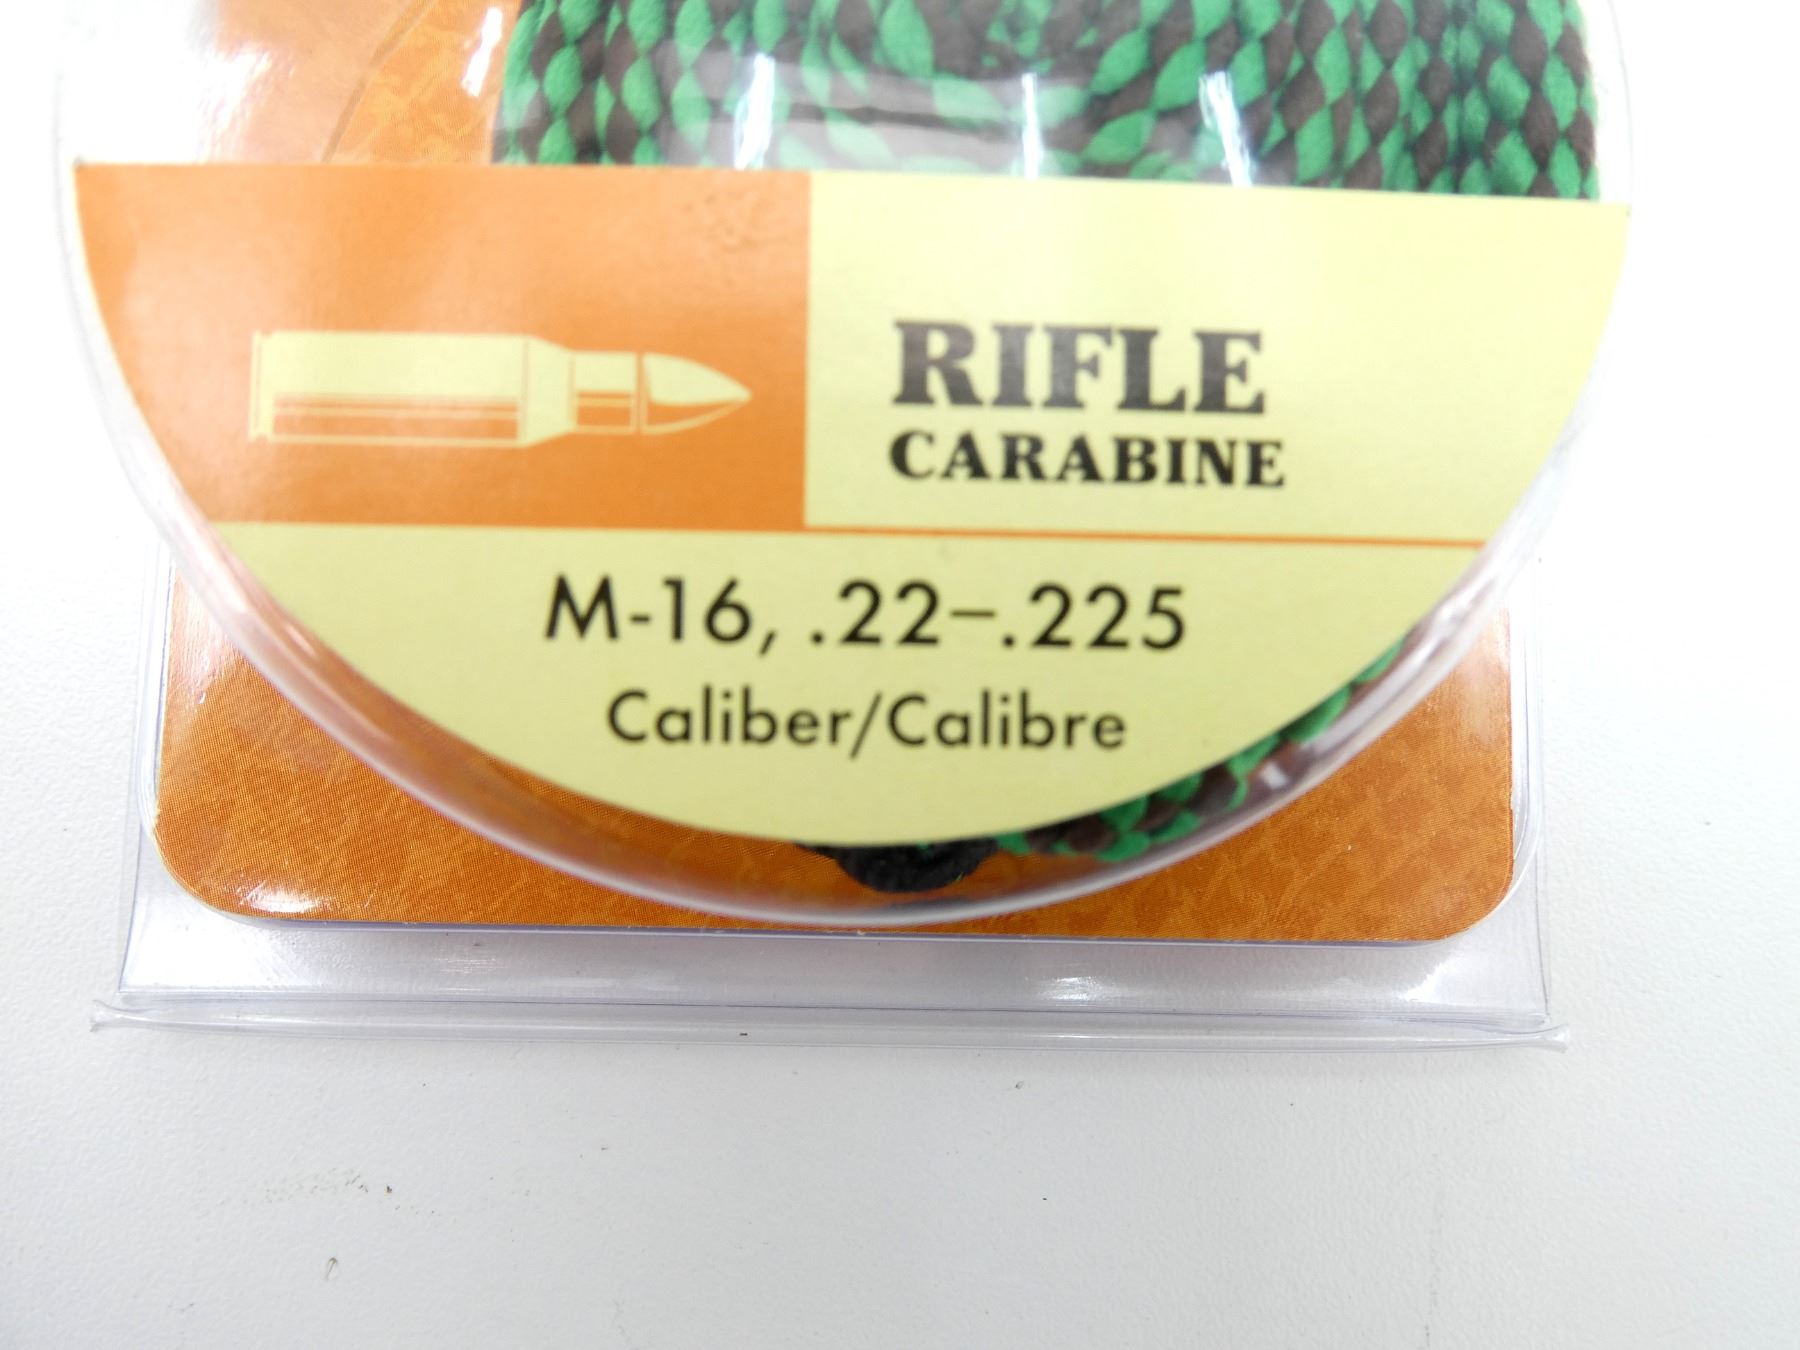 RIFLE
CARABINE
M-16, .22–.225
Caliber/Calibre